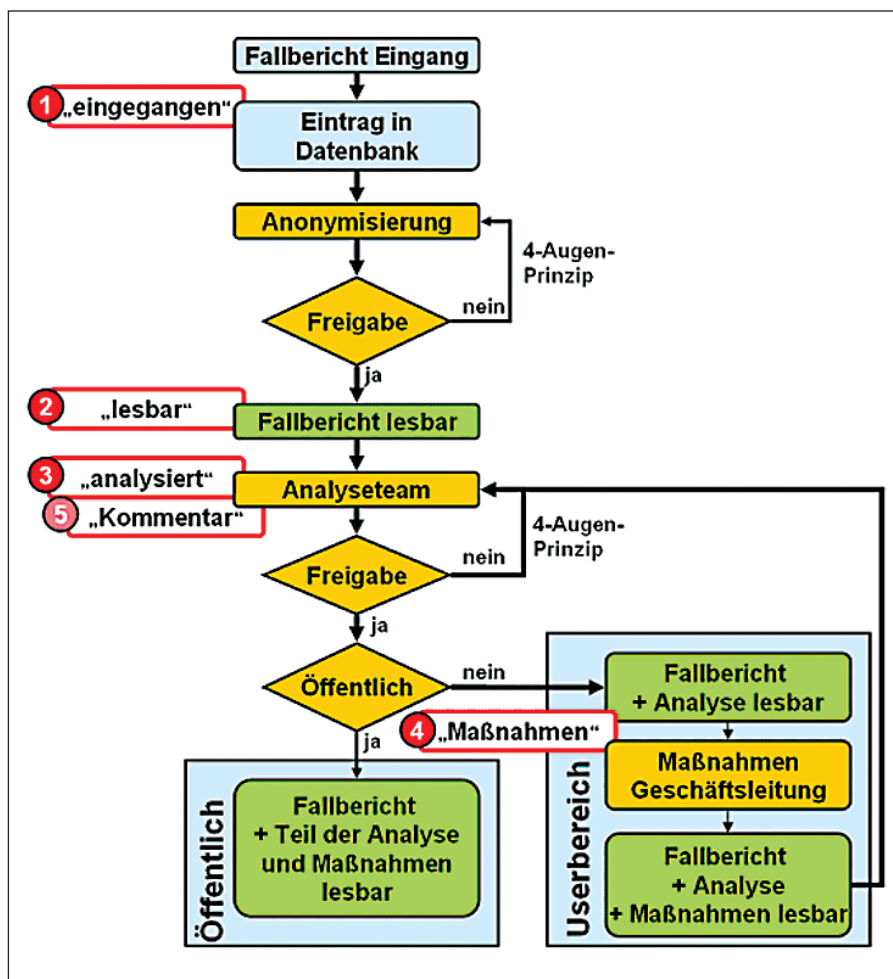 Fallbericht Eingang
1 „eingegangen“
Eintrag in
Datenbank
Anonymisierung
4-Augen-
Prinzip
nein
Freigabe
ja
2 „lesbar“
Fallbericht lesbar
3 „analysiert“
Analyseteam
5 „Kommentar“
4-Augen-
Prinzip
nein
Freigabe
ja
Öffentlich
nein
Fallbericht
+ Analyse lesbar
4 „Maßnahmen“
ja
Maßnahmen
Geschäftsleitung
Fallbericht
+ Analyse
+ Maßnahmen lesbar
Userbereich
Fallbericht
+ Teil der Analyse
und Maßnahmen
lesbar
Öffentlich